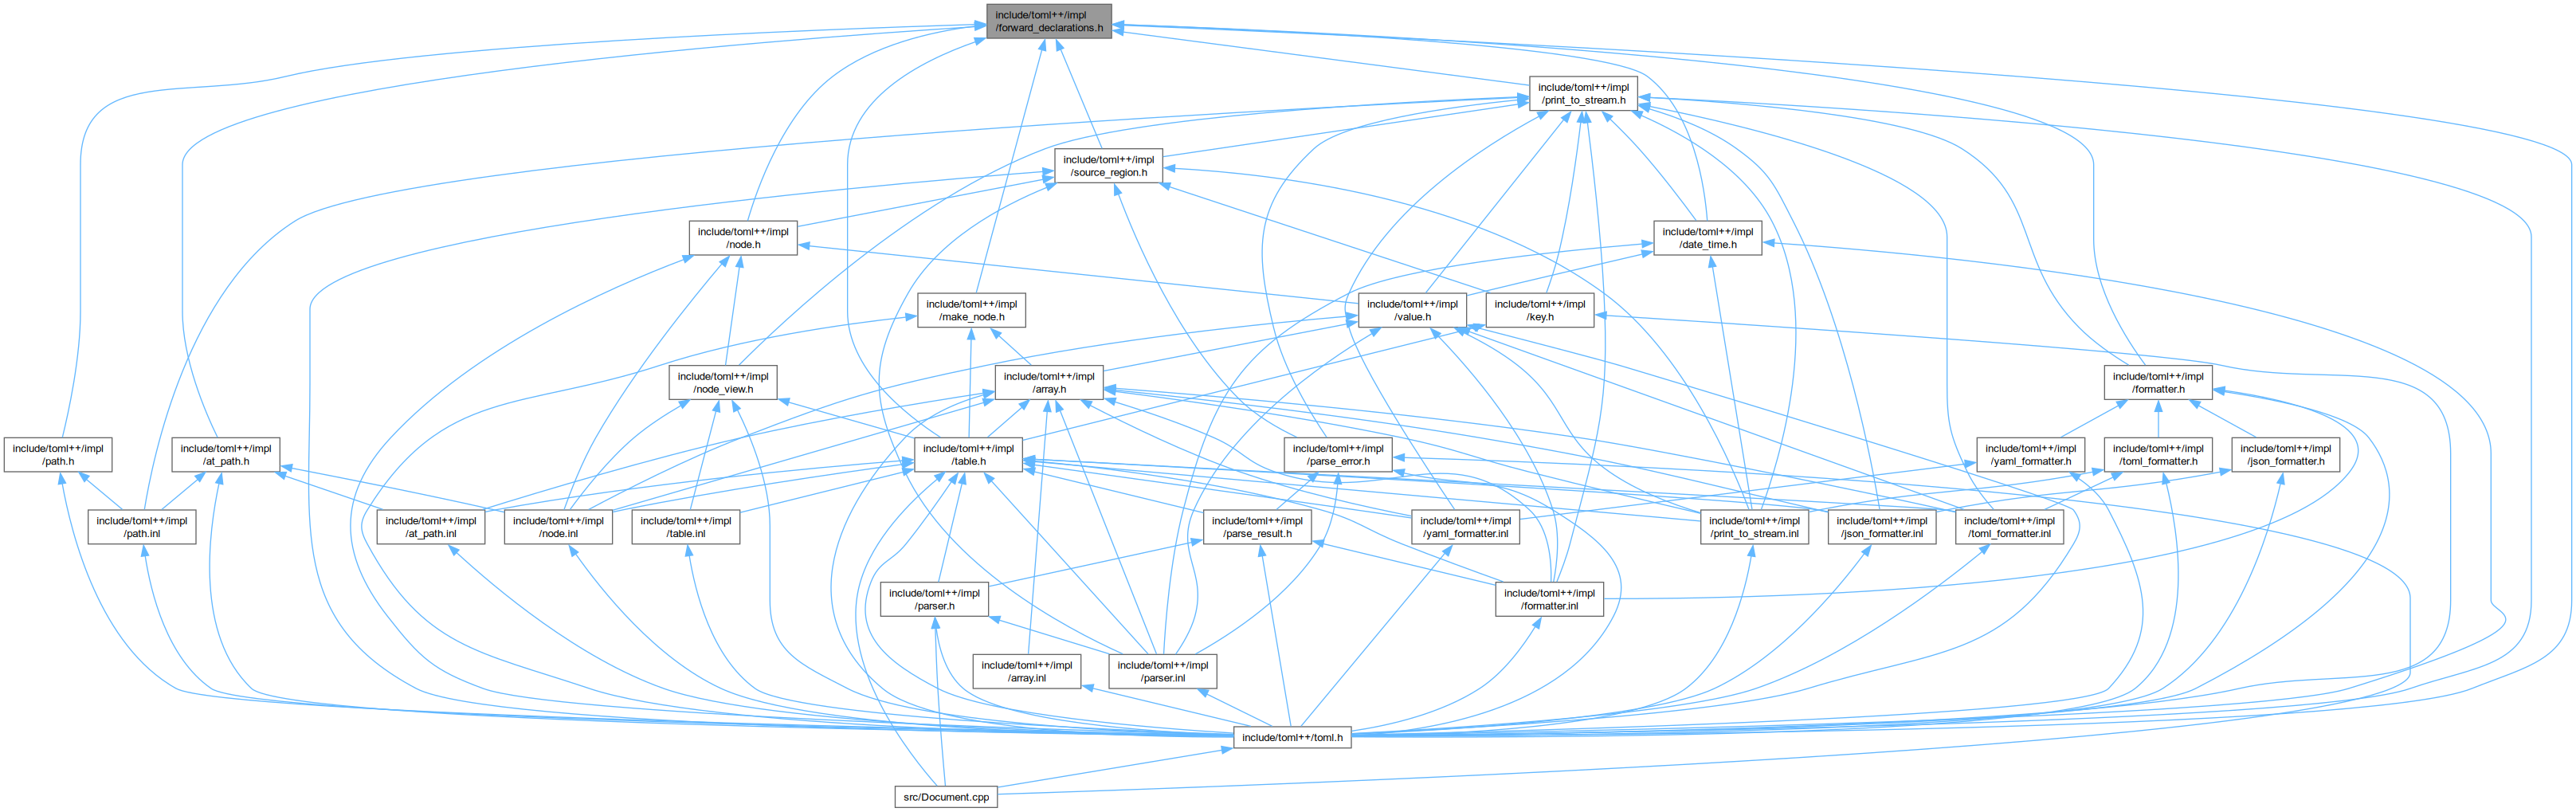 include/toml++/impl
/forward_declarations.h
include/toml++/impl
/print_to_stream.h
include/toml++/impl
/source_region.h
include/toml++/impl
/node.h
include/toml++/impl
/date_time.h
include/toml++/impl
/make_node.h
include/toml++/impl
/value.h
include/toml++/impl
/key.h
include/toml++/impl
/node_view.h
include/toml++/impl
/array.h
include/toml++/impl
/formatter.h
include/toml++/impl
/path.h
include/toml++/impl
/at_path.h
include/toml++/impl
/table.h
include/toml++/impl
/parse_error.h
include/toml++/impl
/yaml_formatter.h
include/toml++/impl
/toml_formatter.h
include/toml++/impl
/json_formatter.h
include/toml++/impl
/path.inl
include/toml++/impl
/at_path.inl
include/toml++/impl
/node.inl
include/toml++/impl
/table.inl
include/toml++/impl
/parse_result.h
include/toml++/impl
/yaml_formatter.inl
include/toml++/impl
/print_to_stream.inl
include/toml++/impl
/json_formatter.inl
include/toml++/impl
/toml_formatter.inl
include/toml++/impl
/parser.h
include/toml++/impl
/formatter.inl
include/toml++/impl
/array.inl
include/toml++/impl
/parser.inl
include/toml++/toml.h
src/Document.cpp